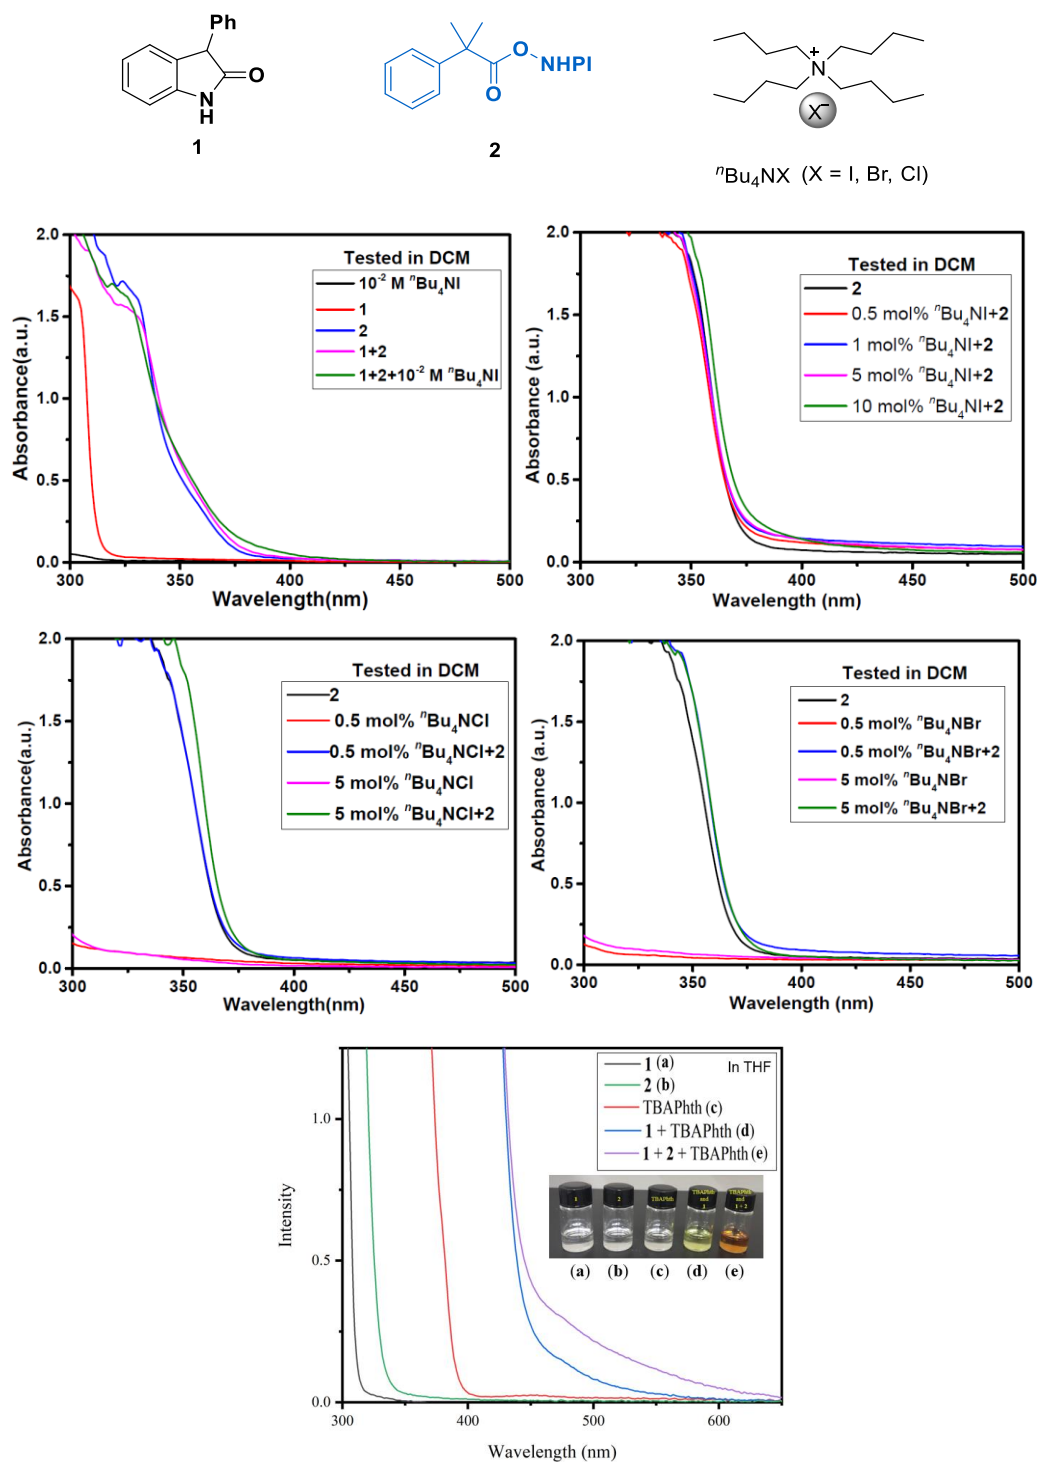 Ph
N
H
O
1
O
NHPI
O
2
N
+
X⁻
ⁿBu₄NX (X = I, Br, Cl)
Tested in DCM
10⁻² M ⁿBu₄NI
1
2
1+2
1+2+10⁻² M ⁿBu₄NI
2.0
1.5
1.0
0.5
0.0
300 350 400 450 500
Absorbance(a.u.)
Wavelength(nm)
Tested in DCM
2
0.5 mol% ⁿBu₄NI+2
1 mol% ⁿBu₄NI+2
5 mol% ⁿBu₄NI+2
10 mol% ⁿBu₄NI+2
2.0
1.5
1.0
0.5
0.0
300 350 400 450 500
Absorbance (a.u.)
Wavelength (nm)
Tested in DCM
2
0.5 mol% ⁿBu₄NCl
0.5 mol% ⁿBu₄NCl+2
5 mol% ⁿBu₄NCl
5 mol% ⁿBu₄NCl+2
2.0
1.5
1.0
0.5
0.0
300 350 400 450 500
Absorbance(a.u.)
Wavelength(nm)
Tested in DCM
2
0.5 mol% ⁿBu₄NBr
0.5 mol% ⁿBu₄NBr+2
5 mol% ⁿBu₄NBr
5 mol% ⁿBu₄NBr+2
2.0
1.5
1.0
0.5
0.0
300 350 400 450 500
Absorbance (a.u.)
Wavelength (nm)
1 (a)
In THF
2 (b)
TBAPhth (c)
1 + TBAPhth (d)
1 + 2 + TBAPhth (e)
1
2
TBAPhth
TBAPhth
and
1
TBAPhth
and
1 + 2
(a) (b) (c) (d) (e)
1.0
0.5
0.0
300 400 500 600
Intensity
Wavelength (nm)